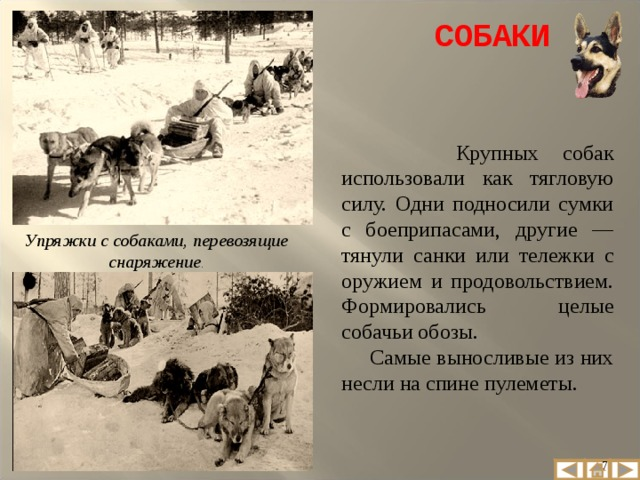 СОБАКИ
Крупных собак
использовали как тягловую
силу. Одни подносили сумки
с боеприпасами, другие —
тянули санки или тележки с
оружием и продовольствием.
Формировались целые
собачьи обозы.
Самые выносливые из них
несли на спине пулеметы.
Упряжки с собаками, перевозящие
снаряжение.
7